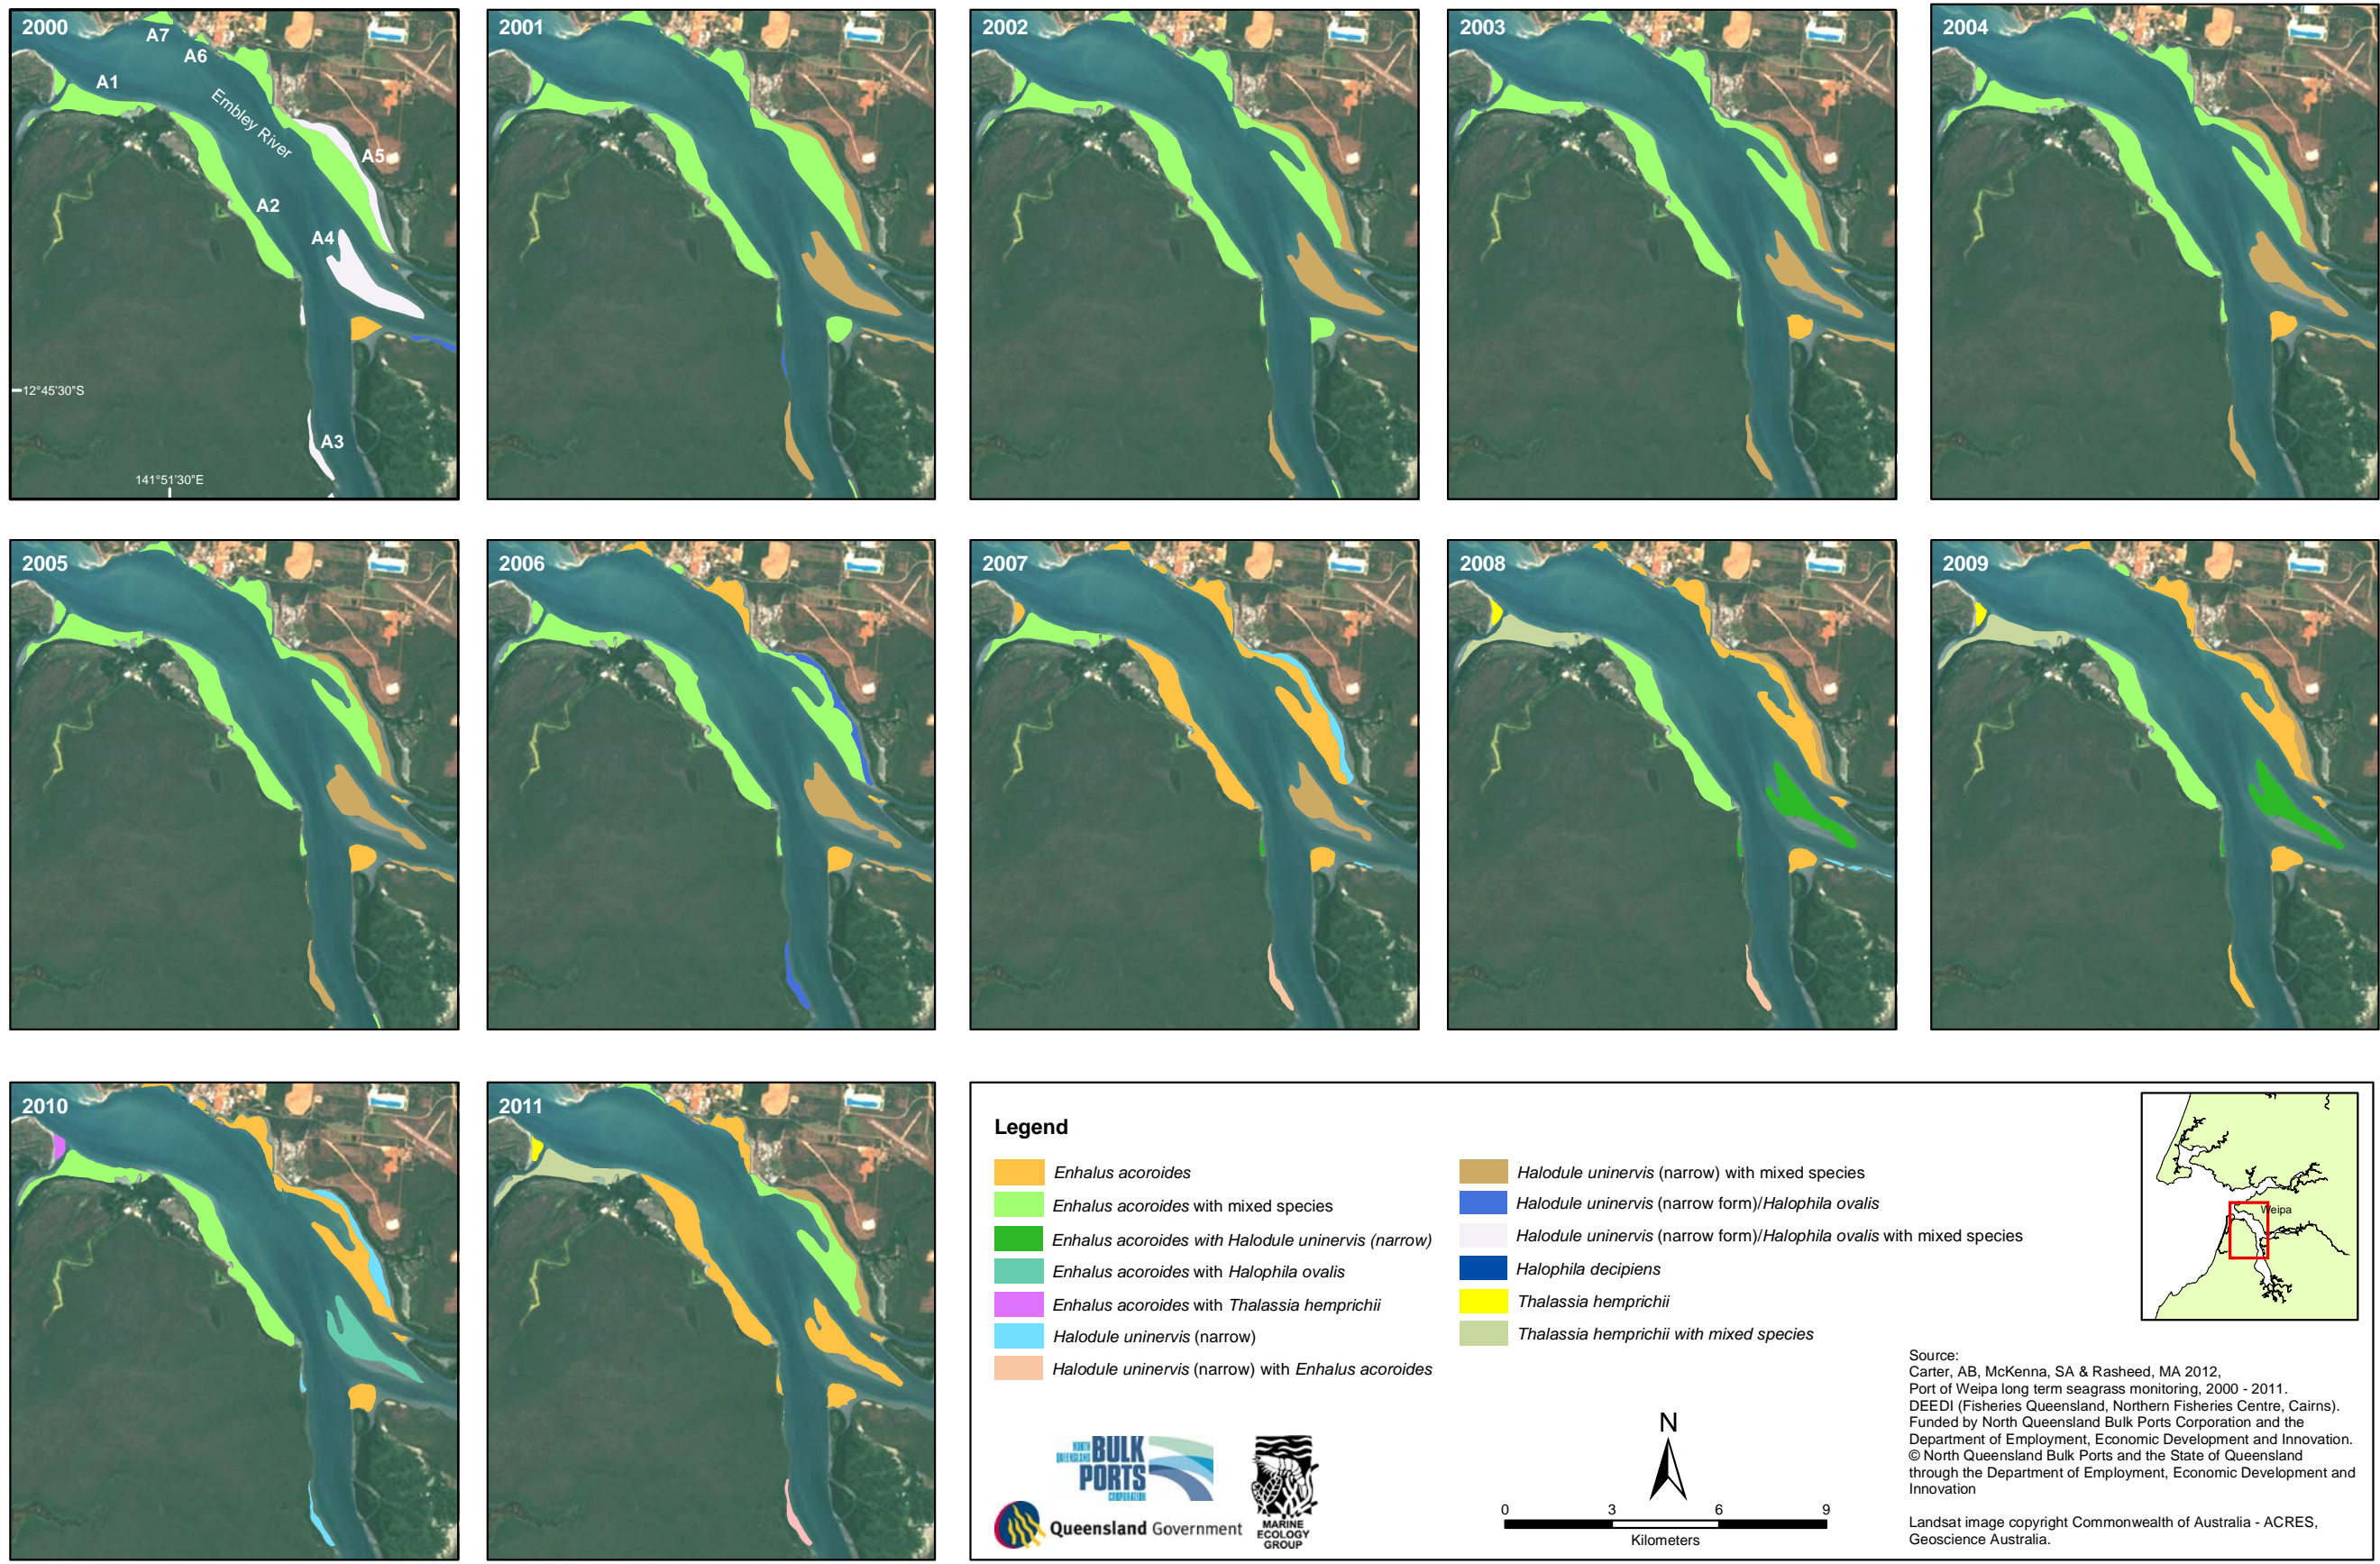 2000
A7
A6
A1
Embley River
A5
A2
A4
12°45'30"S
A3
141°51'30"E
2001
2002
2003
2004
2005
2006
2007
2008
2009
2010
2011
Legend
Enhalus acoroides
Enhalus acoroides with mixed species
Enhalus acoroides with Halodule uninervis (narrow)
Enhalus acoroides with Halophila ovalis
Enhalus acoroides with Thalassia hemprichii
Halodule uninervis (narrow)
Halodule uninervis (narrow) with Enhalus acoroides
Halodule uninervis (narrow) with mixed species
Halodule uninervis (narrow form)/Halophila ovalis
Halodule uninervis (narrow form)/Halophila ovalis with mixed species
Halophila decipiens
Thalassia hemprichii
Thalassia hemprichii with mixed species
Weipa
NORTH
QUEENSLAND
BULK
PORTS
CORPORATION
Queensland Government
MARINE
ECOLOGY
GROUP
N
0 3 6 9
Kilometers
Source:
Carter, AB, McKenna, SA & Rasheed, MA 2012,
Port of Weipa long term seagrass monitoring, 2000 - 2011.
DEEDI (Fisheries Queensland, Northern Fisheries Centre, Cairns).
Funded by North Queensland Bulk Ports Corporation and the
Department of Employment, Economic Development and Innovation.
© North Queensland Bulk Ports and the State of Queensland
through the Department of Employment, Economic Development and
Innovation
Landsat image copyright Commonwealth of Australia - ACRES,
Geoscience Australia.